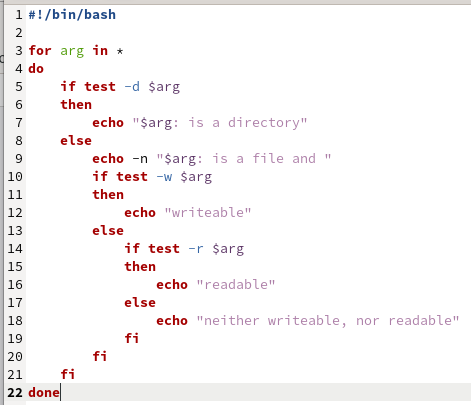 1 #!/bin/bash
2
3 for arg in *
4 do
5     if test -d $arg
6     then
7         echo "$arg: is a directory"
8     else
9         echo -n "$arg: is a file and "
10         if test -w $arg
11         then
12             echo "writeable"
13         else
14             if test -r $arg
15             then
16                 echo "readable"
17             else
18                 echo "neither writeable, nor readable"
19             fi
20         fi
21     fi
22 done